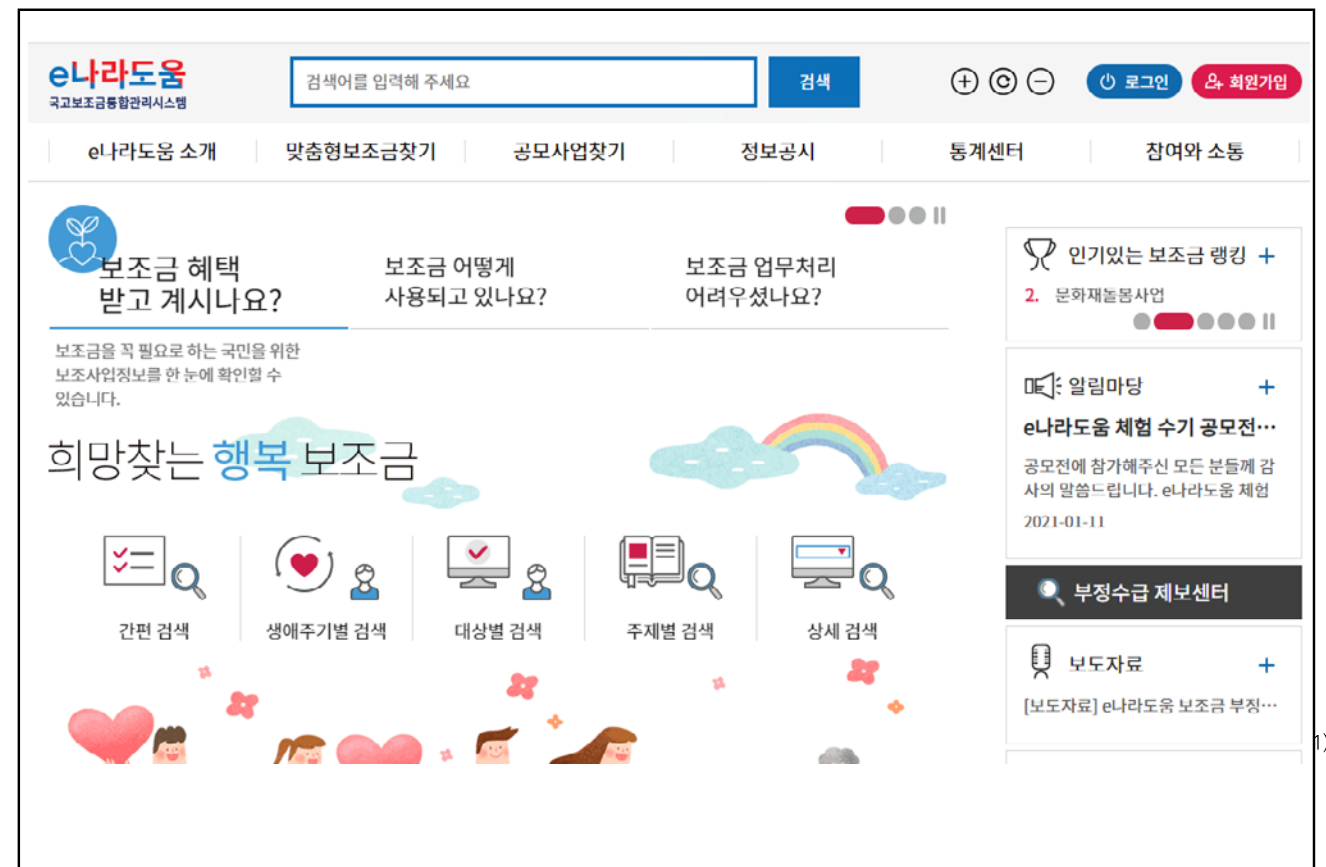 e나라도움
국고보조금통합관리시스템
검색어를 입력해 주세요
검색
로그인
회원가입
e나라도움 소개
맞춤형보조금찾기
공모사업찾기
정보공시
통계센터
참여와 소통
보조금 혜택
받고 계시나요?
보조금 어떻게
사용되고 있나요?
보조금 업무처리
어려우셨나요?
보조금을 꼭 필요로 하는 국민을 위한
보조사업정보를 한 눈에 확인할 수
있습니다.
희망찾는 행복 보조금
간편 검색
생애주기별 검색
대상별 검색
주제별 검색
상세 검색
인기있는 보조금 랭킹 +
2. 문화재돌봄사업
알림마당 +
e나라도움 체험 수기 공모전…
공모전에 참가해주신 모든 분들께 감
사의 말씀드립니다. e나라도움 체험
2021-01-11
부정수급 제보센터
보도자료 +
[보도자료] e나라도움 보조금 부정…
1)